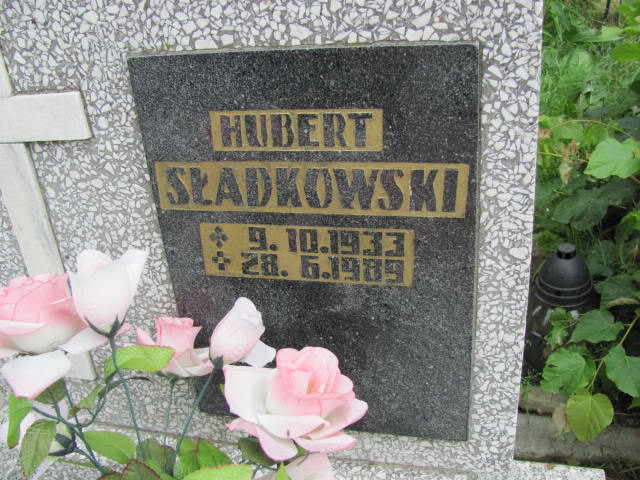 HUBERT
SŁADKOWSKI
9. 10. 1933
28. 6. 1989